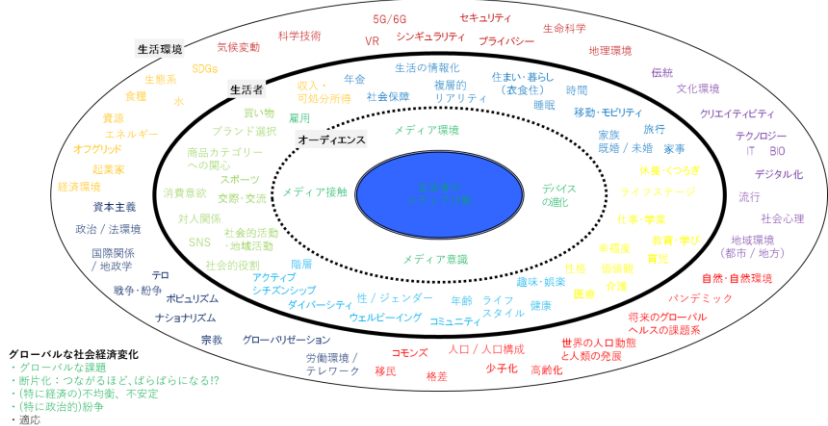 5G/6G
セキュリティ
生活環境
気候変動
科学技術
VR
シンギュラリティ
プライバシー
生命科学
地理環境
SDGs
生態系
食糧
水
資源
エネルギー
オフグリッド
起業家
経済環境
生活者
収入・
可処分所得
年金
社会保障
生活の情報化
複層的
リアリティ
住まい・暮らし
(衣食住)
睡眠
時間
移動・モビリティ
伝統
文化環境
クリエイティビティ
テクノロジー
IT BIO
デジタル化
流行
社会心理
地域環境
(都市 / 地方)
買い物
雇用
ブランド選択
商品カテゴリー
への関心
スポーツ
消費意欲
交際・交流
対人関係
SNS
社会的活動
・地域活動
社会的役割
オーディエンス
メディア環境
メディア接触
デバイス
の進化
メディア意識
家族
既婚 / 未婚
旅行
家事
休養・くつろぎ
ライフステージ
仕事・学業
教育・学び
幸福度
育児
価値観
介護
医療
趣味・娯楽
健康
ライフ
スタイル
年齢
コミュニティ
性 / ジェンダー
ウェルビーイング
ダイバーシティ
階層
アクティブ
シチズンシップ
資本主義
政治 / 法環境
国際関係
/ 地政学
テロ
戦争・紛争
ポピュリズム
ナショナリズム
宗教
グローバリゼーション
労働環境 /
テレワーク
コモンズ
移民
格差
人口 / 人口構成
少子化
高齢化
世界の人口動態
と人類の発展
将来のグローバル
ヘルスの課題系
パンデミック
自然・自然環境
グローバルな社会経済変化
・グローバルな課題
・断片化：つながるほど、ばらばらになる!?
・(特に経済の)不均衡、不安定
・(特に政治的)紛争
・適応